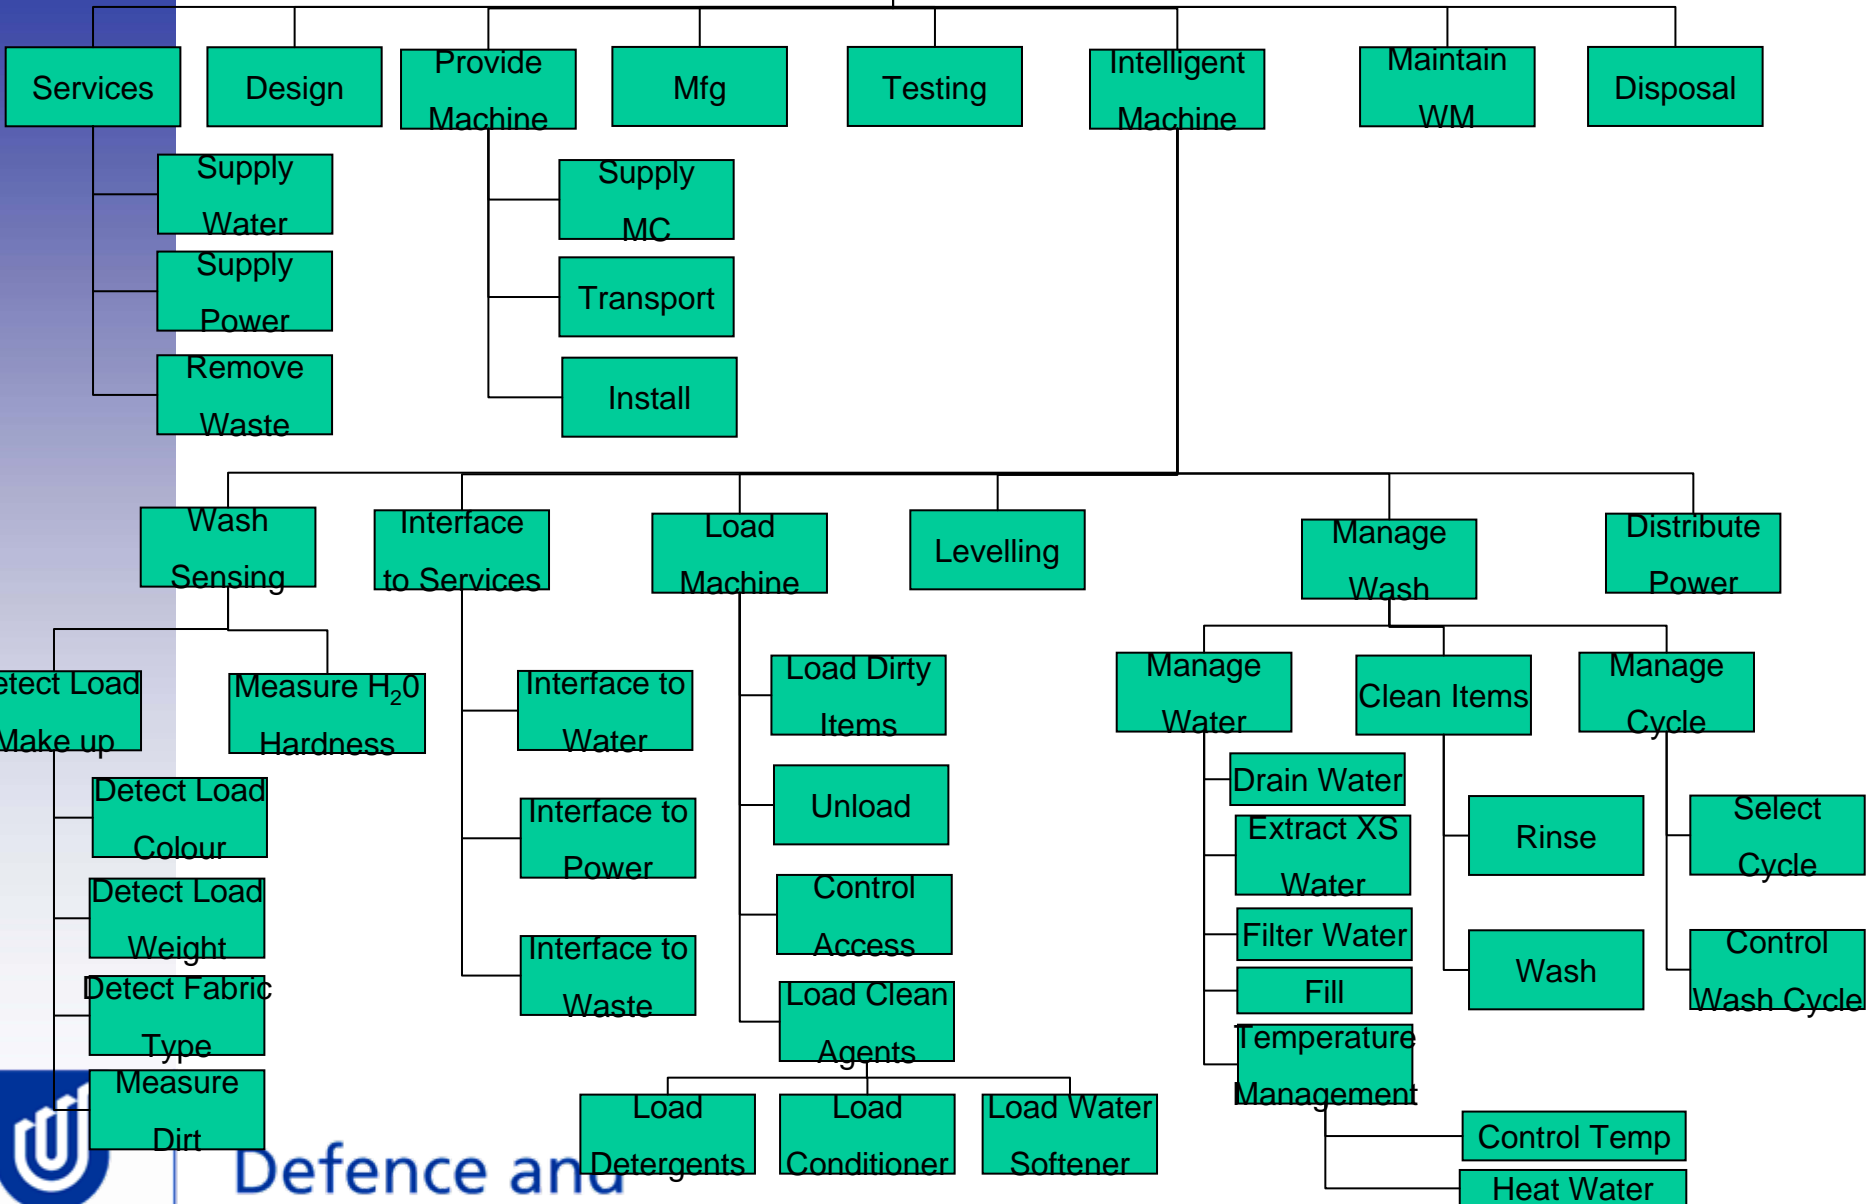 Services
Design
Provide
Machine
Mfg
Testing
Intelligent
Machine
Maintain
WM
Disposal
Supply
Water
Supply
Power
Remove
Waste
Supply
MC
Transport
Install
Wash
Sensing
Interface
to Services
Load
Machine
Levelling
Manage
Wash
Distribute
Power
etect Load
Make up
Measure H₂0
Hardness
Detect Load
Colour
Detect Load
Weight
Detect Fabric
Type
Measure
Dirt
Interface to
Water
Interface to
Power
Interface to
Waste
Load Dirty
Items
Unload
Control
Access
Load Clean
Agents
Load
Detergents
Load
Conditioner
Load Water
Softener
Manage
Water
Clean Items
Manage
Cycle
Drain Water
Extract XS
Water
Filter Water
Fill
Temperature
Management
Control Temp
Heat Water
Rinse
Wash
Select
Cycle
Control
Wash Cycle
Defence and